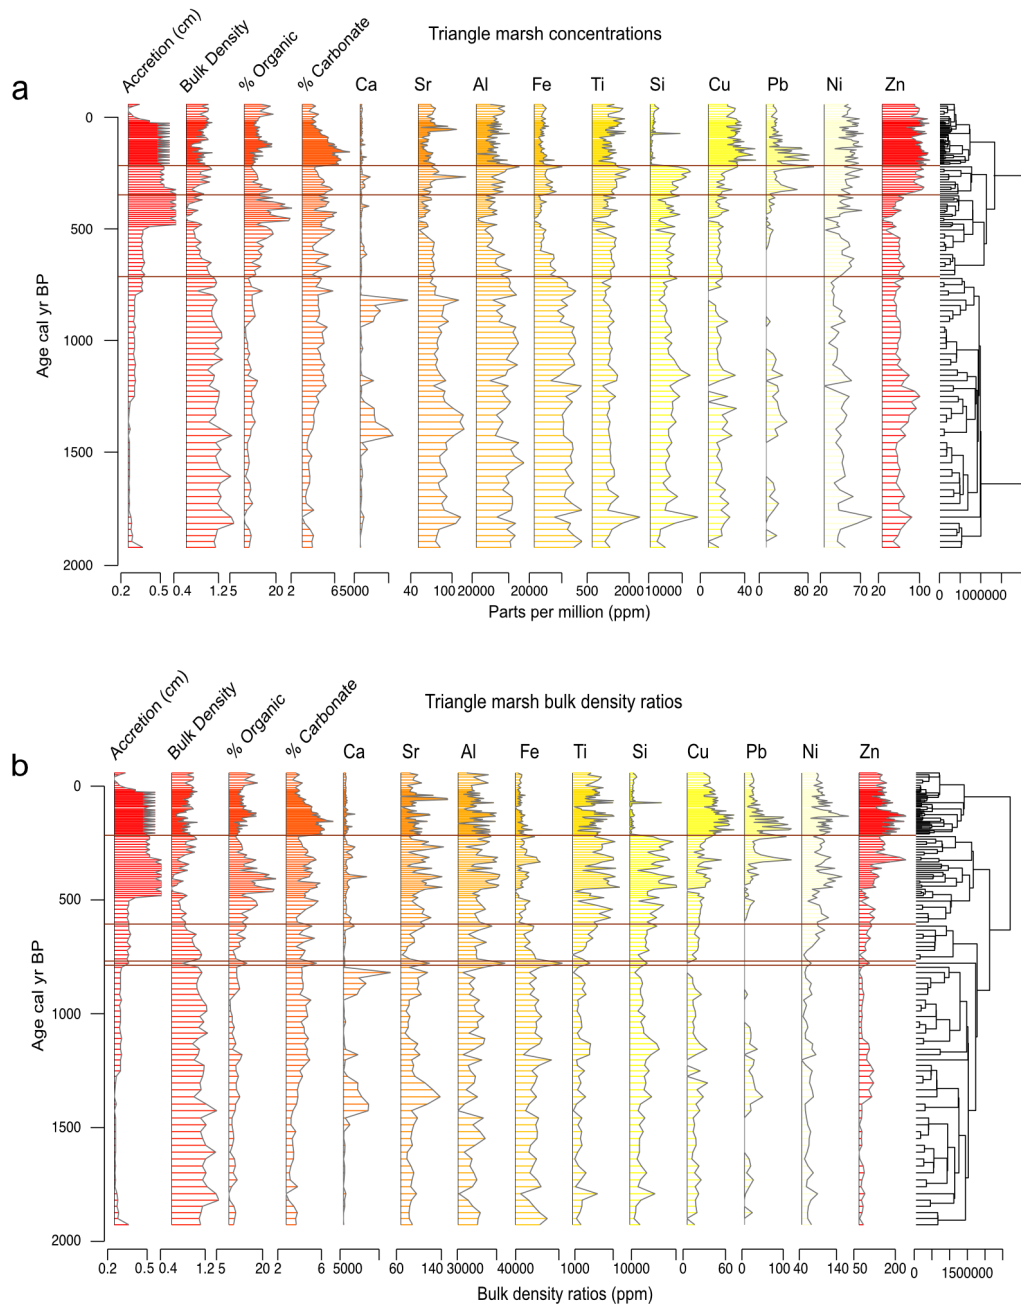 Triangle marsh concentrations
a
Accretion (cm) Bulk Density % Organic % Carbonate Ca Sr Al Fe Ti Si Cu Pb Ni Zn
0
500
1000
1500
2000
Age cal yr BP
0.2 0.5 0.4 1.2 5 20 2 65000 40 100 20000 20000 500 2000 10000 0 40 0 80 20 70 20 100 0 1000000
Parts per million (ppm)
Triangle marsh bulk density ratios
b
Accretion (cm) Bulk Density % Organic % Carbonate Ca Sr Al Fe Ti Si Cu Pb Ni Zn
0
500
1000
1500
2000
Age cal yr BP
0.2 0.5 0.4 1.2 5 20 2 6 5000 60 140 30000 40000 1000 10000 0 60 0 100 40 140 50 200 0 1500000
Bulk density ratios (ppm)